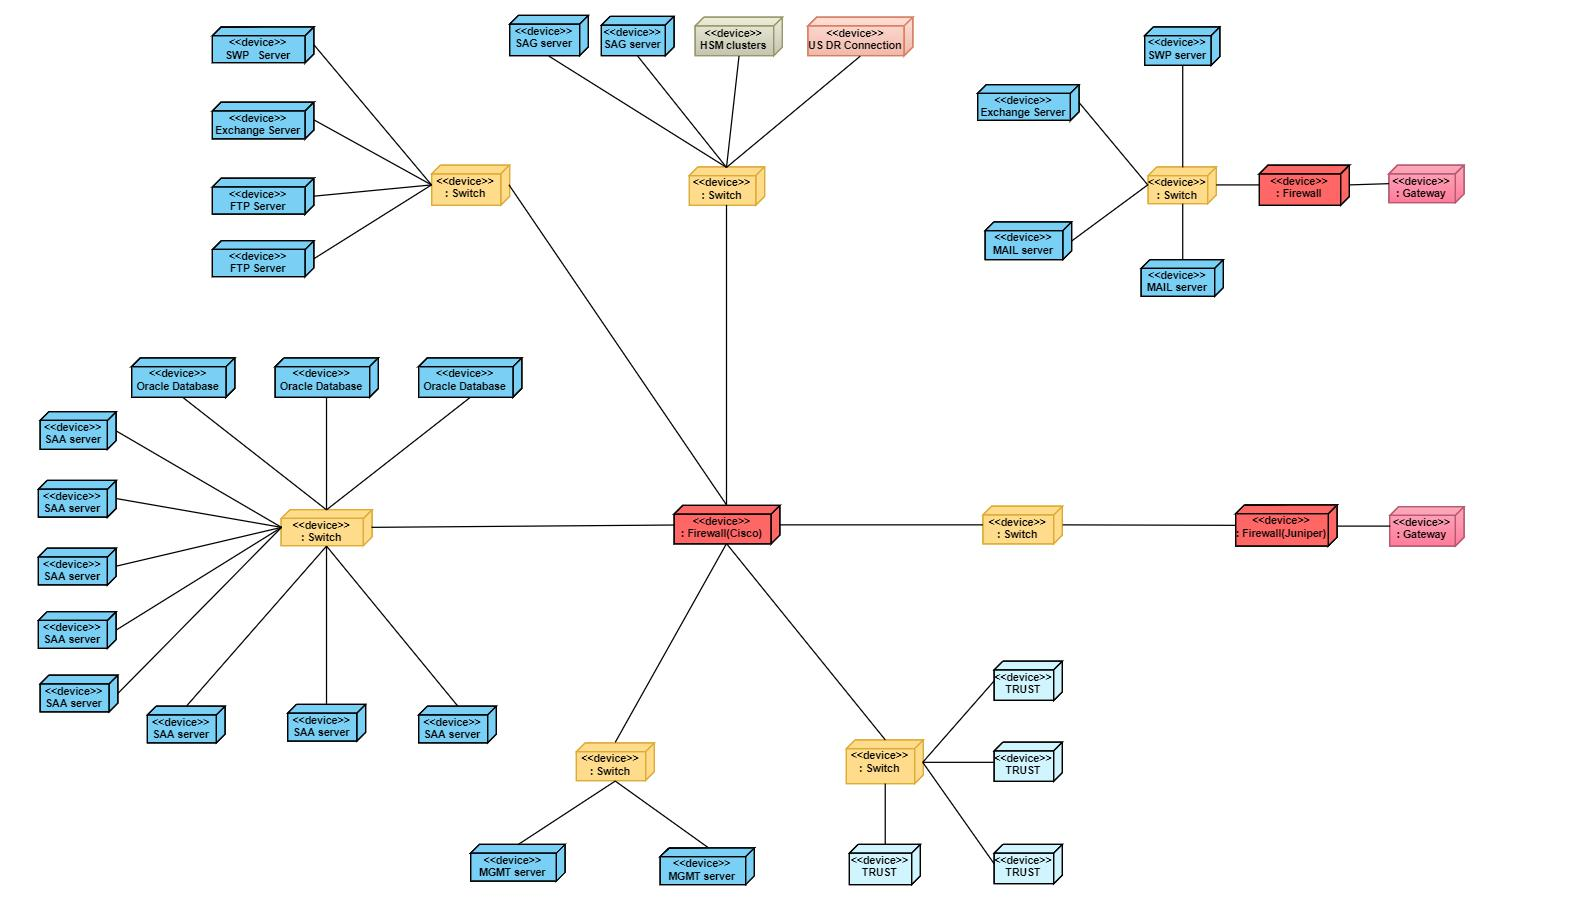 <<device>>
SWP Server
<<device>>
Exchange Server
<<device>>
FTP Server
<<device>>
FTP Server
<<device>>
: Switch
<<device>>
SAG server
<<device>>
SAG server
<<device>>
HSM clusters
<<device>>
US DR Connection
<<device>>
: Switch
<<device>>
SWP server
<<device>>
Exchange Server
<<device>>
MAIL server
<<device>>
: Switch
<<device>>
MAIL server
<<device>>
: Firewall
<<device>>
: Gateway
<<device>>
Oracle Database
<<device>>
Oracle Database
<<device>>
Oracle Database
<<device>>
SAA server
<<device>>
SAA server
<<device>>
SAA server
<<device>>
SAA server
<<device>>
SAA server
<<device>>
SAA server
<<device>>
SAA server
<<device>>
SAA server
<<device>>
: Switch
<<device>>
: Firewall(Cisco)
<<device>>
: Switch
<<device>>
: Firewall(Juniper)
<<device>>
: Gateway
<<device>>
: Switch
<<device>>
MGMT server
<<device>>
MGMT server
<<device>>
: Switch
<<device>>
TRUST
<<device>>
TRUST
<<device>>
TRUST
<<device>>
TRUST